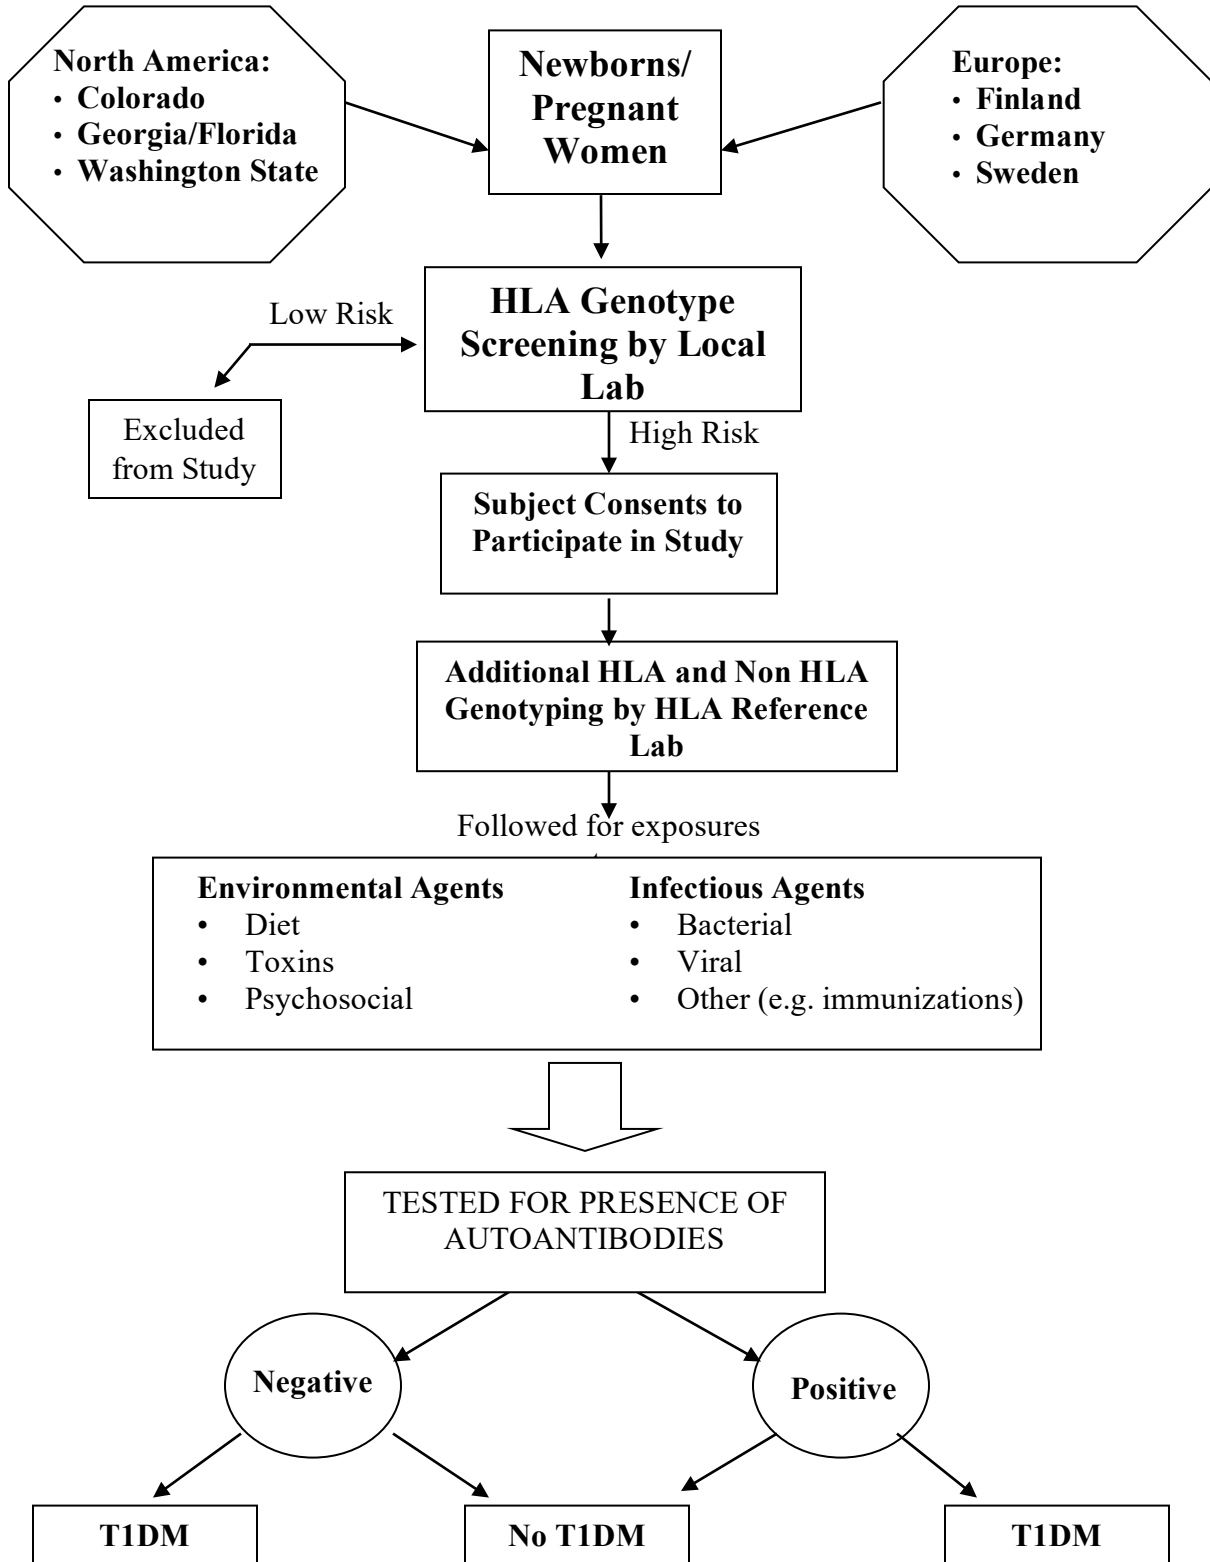 North America:
• Colorado
• Georgia/Florida
• Washington State
Newborns/
Pregnant
Women
Europe:
• Finland
• Germany
• Sweden
HLA Genotype
Screening by Local
Lab
Low Risk
Excluded
from Study
High Risk
Subject Consents to
Participate in Study
Additional HLA and Non HLA
Genotyping by HLA Reference
Lab
Followed for exposures
Environmental Agents
• Diet
• Toxins
• Psychosocial
Infectious Agents
• Bacterial
• Viral
• Other (e.g. immunizations)
TESTED FOR PRESENCE OF
AUTOANTIBODIES
Negative
Positive
T1DM
No T1DM
T1DM